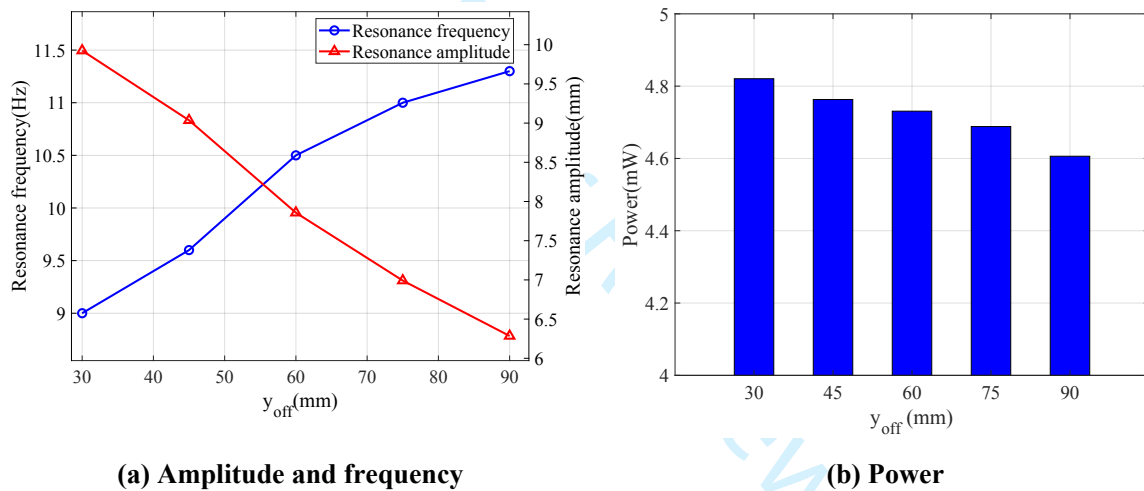 Resonance frequency
Resonance amplitude
Resonance frequency(Hz)
11.5
11
10.5
10
9.5
9
10
9.5
9
8.5
8
7.5
7
6.5
6
Resonance amplitude(mm)
30 40 50 60 70 80 90
y_off(mm)
(a) Amplitude and frequency
Power(mW)
5
4.8
4.6
4.4
4.2
4
30 45 60 75 90
y_off (mm)
(b) Power